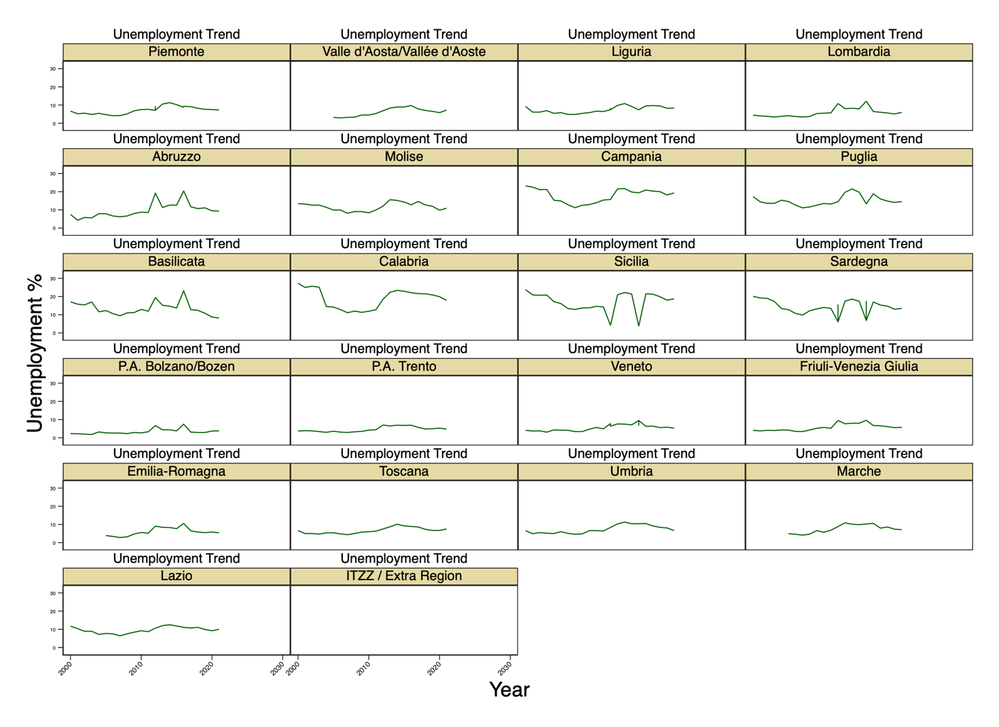 Unemployment Trend Unemployment Trend Unemployment Trend Unemployment Trend
Piemonte Valle d'Aosta/Vallée d'Aoste Liguria Lombardia
30
20
10
0
Unemployment Trend Unemployment Trend Unemployment Trend Unemployment Trend
Abruzzo Molise Campania Puglia
30
20
10
0
Unemployment Trend Unemployment Trend Unemployment Trend Unemployment Trend
Basilicata Calabria Sicilia Sardegna
30
20
10
0
Unemployment %
Unemployment Trend Unemployment Trend Unemployment Trend Unemployment Trend
P.A. Bolzano/Bozen P.A. Trento Veneto Friuli-Venezia Giulia
30
20
10
0
Unemployment Trend Unemployment Trend Unemployment Trend Unemployment Trend
Emilia-Romagna Toscana Umbria Marche
30
20
10
0
Unemployment Trend Unemployment Trend
Lazio ITZZ / Extra Region
30
20
10
0
2000 2010 2020 2030 2000 2010 2020 2030
Year